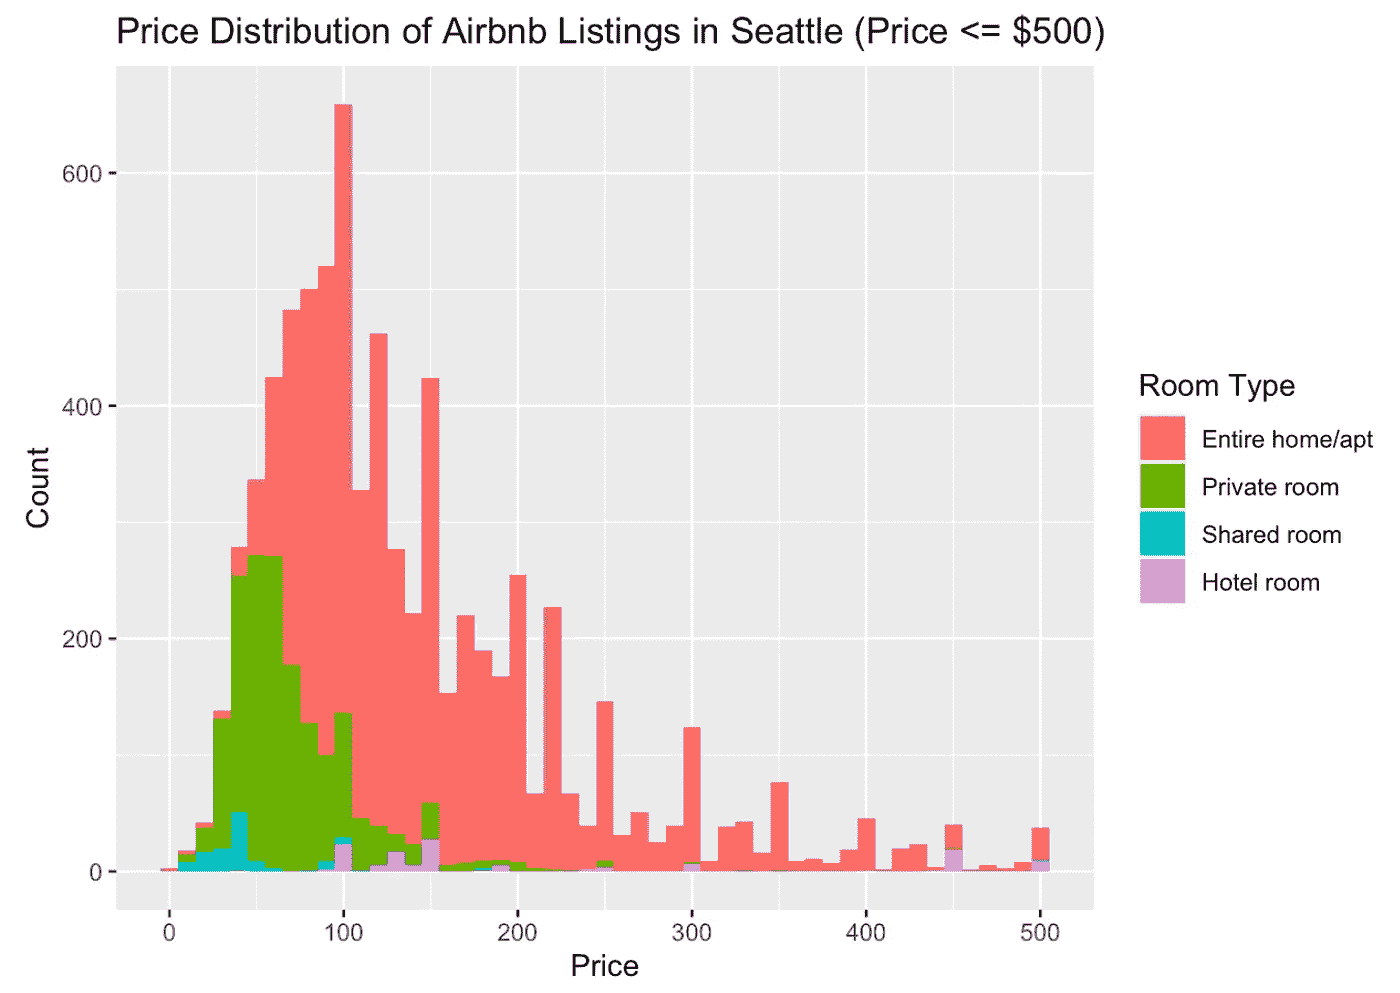 Price Distribution of Airbnb Listings in Seattle (Price <= $500)
600
400
200
0
Count
0 100 200 300 400 500
Price
Room Type
Entire home/apt
Private room
Shared room
Hotel room